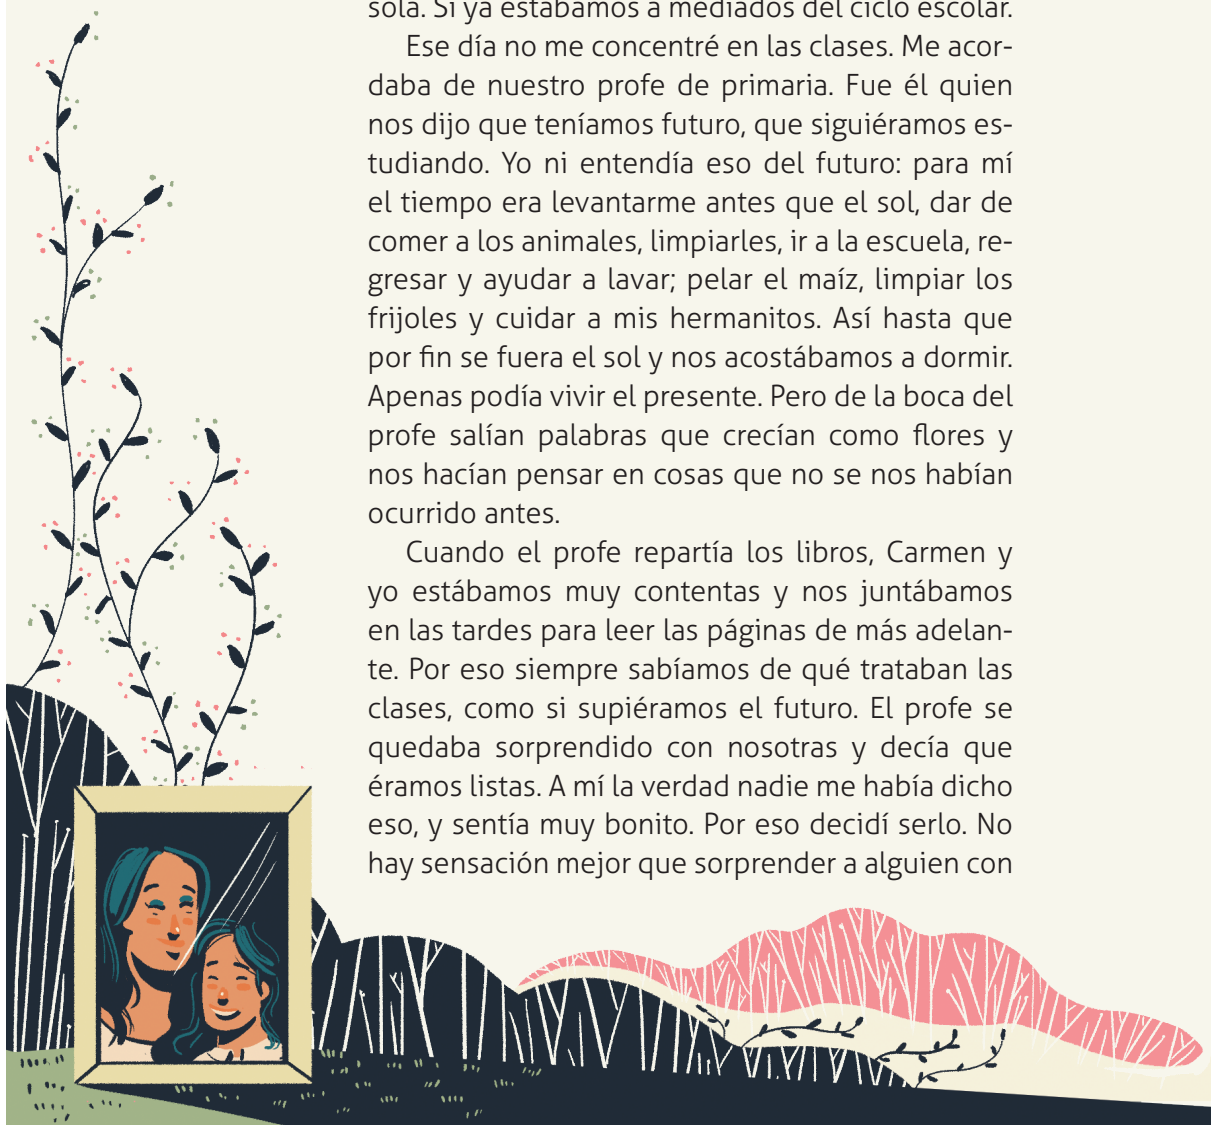 sola. Si ya estábamos a mediados del ciclo escolar.
Ese día no me concentré en las clases. Me acor-
daba de nuestro profe de primaria. Fue él quien
nos dijo que teníamos futuro, que siguiéramos es-
tudiando. Yo ni entendía eso del futuro: para mí
el tiempo era levantarme antes que el sol, dar de
comer a los animales, limpiarles, ir a la escuela, re-
gresar y ayudar a lavar; pelar el maíz, limpiar los
frijoles y cuidar a mis hermanitos. Así hasta que
por fin se fuera el sol y nos acostábamos a dormir.
Apenas podía vivir el presente. Pero de la boca del
profe salían palabras que crecían como flores y
nos hacían pensar en cosas que no se nos habían
ocurrido antes.
Cuando el profe repartía los libros, Carmen y
yo estábamos muy contentas y nos juntábamos
en las tardes para leer las páginas de más adelan-
te. Por eso siempre sabíamos de qué trataban las
clases, como si supiéramos el futuro. El profe se
quedaba sorprendido con nosotras y decía que
éramos listas. A mí la verdad nadie me había dicho
eso, y sentía muy bonito. Por eso decidí serlo. No
hay sensación mejor que sorprender a alguien con